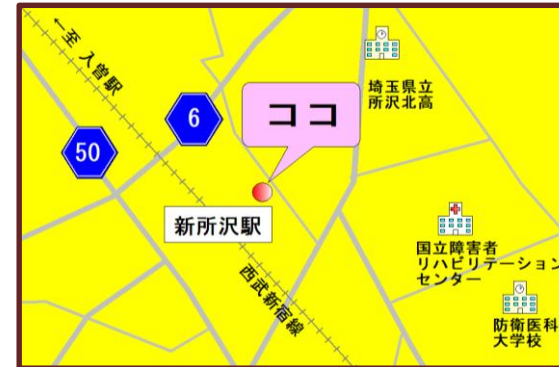 ←至 入曽駅
6
50
ココ
埼玉県立
所沢北高
新所沢駅
西武新宿線
国立障害者
リハビリテーション
センター
防衛医科
大学校